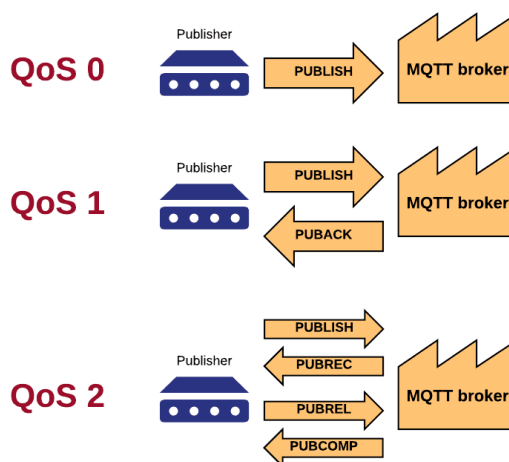 Publisher
QoS 0
PUBLISH
MQTT broker
Publisher
QoS 1
PUBLISH
MQTT broker
PUBACK
PUBLISH
Publisher
PUBREC
QoS 2
MQTT broker
PUBREL
PUBCOMP